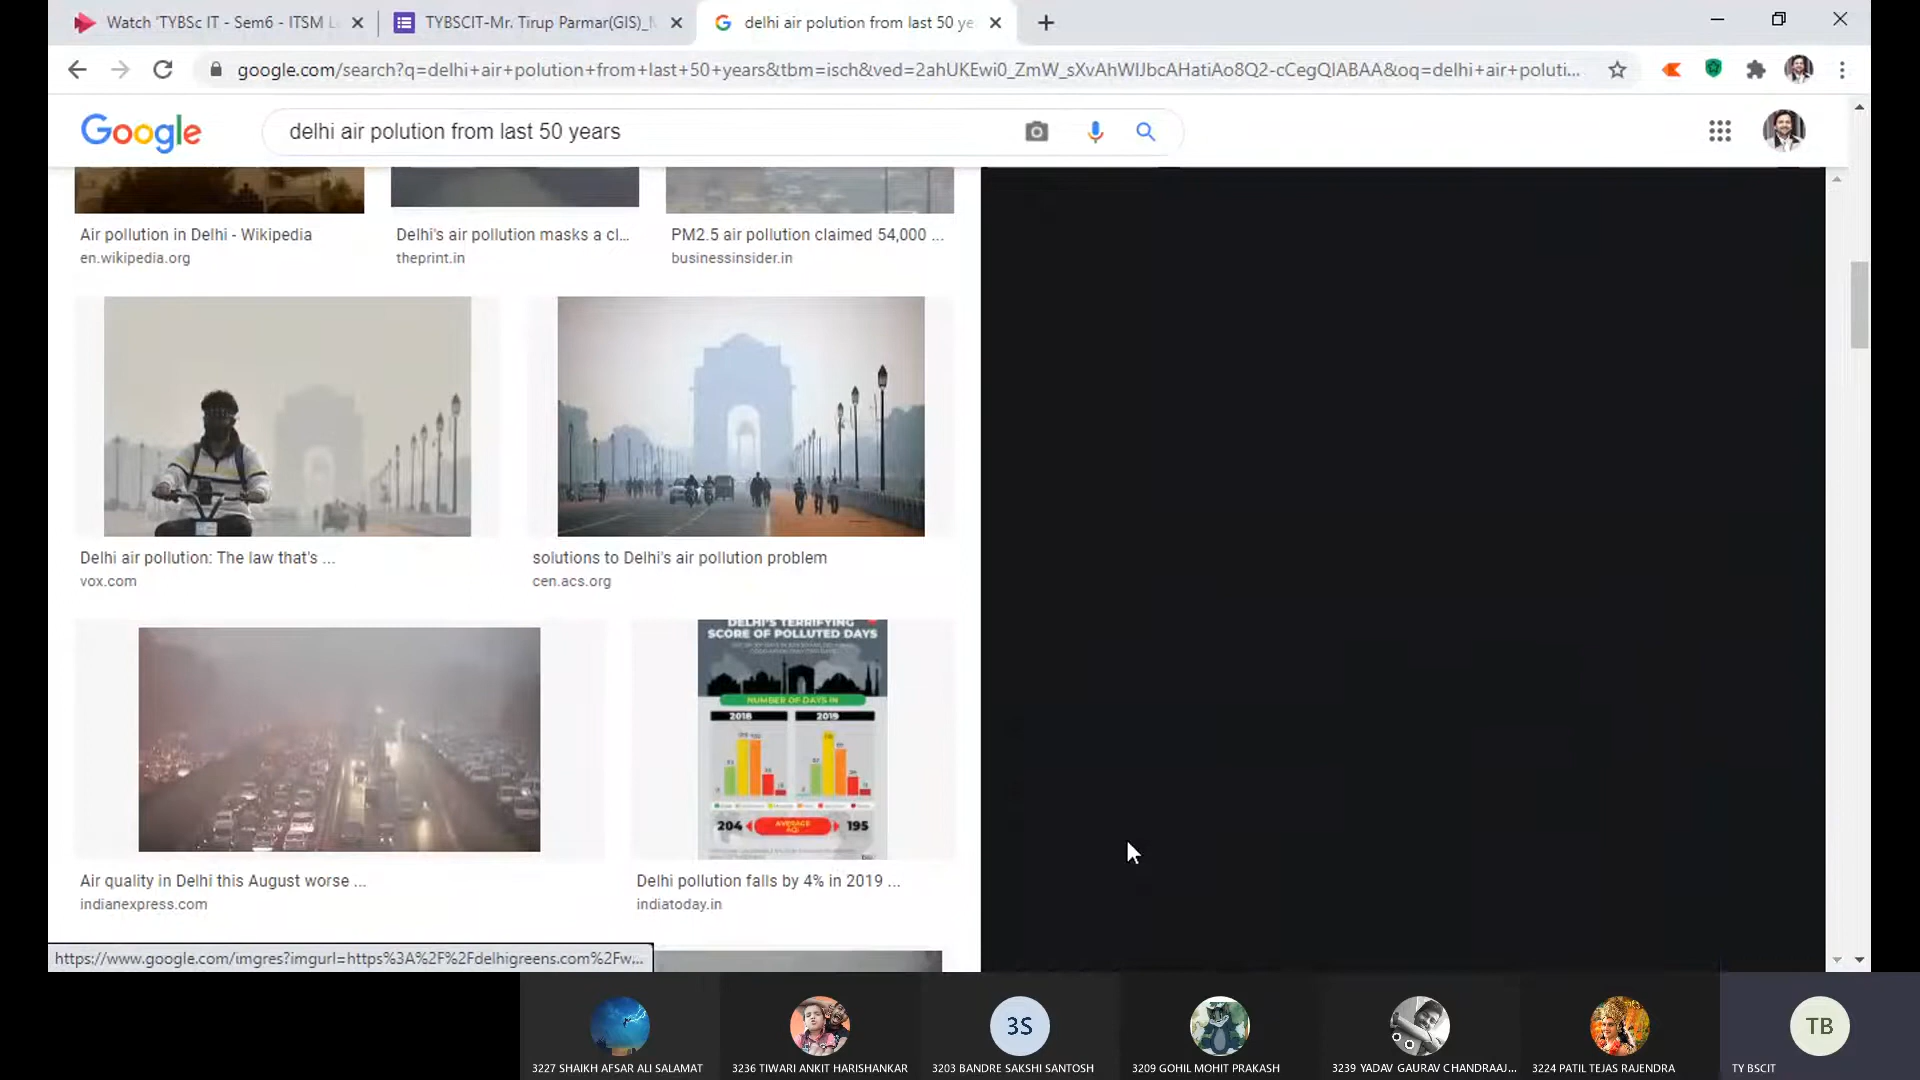 Watch 'TYBSc IT - Sem6 - ITSM L
TYBSCIT-Mr. Tirup Parmar(GIS)_
delhi air polution from last 50 ye
google.com/search?q=delhi+air+polution+from+last+50+years&tbm=isch&ved=2ahUKEwi0_ZmW_sXvAhWIJbcAHatiAo8Q2-cCegQIABAA&oq=delhi+air+poluti...
Google
delhi air polution from last 50 years
Air pollution in Delhi - Wikipedia
en.wikipedia.org
Delhi's air pollution masks a cl...
theprint.in
PM2.5 air pollution claimed 54,000 ...
businessinsider.in
Delhi air pollution: The law that's ...
vox.com
solutions to Delhi's air pollution problem
cen.acs.org
DELHI'S TERRIFYING
SCORE OF POLLUTED DAYS
NUMBER OF DAYS IN
2018
2019
204
AVERAGE
AQI
195
Air quality in Delhi this August worse ...
indianexpress.com
Delhi pollution falls by 4% in 2019 ...
indiatoday.in
https://www.google.com/imgres?imgurl=https%3A%2F%2Fdelhigreens.com%2Fw...
3S
TB
3227 SHAIKH AFSAR ALI SALAMAT
3236 TIWARI ANKIT HARISHANKAR
3203 BANDRE SAKSHI SANTOSH
3209 GOHIL MOHIT PRAKASH
3239 YADAV GAURAV CHANDRAAJ...
3224 PATIL TEJAS RAJENDRA
TY BSCIT